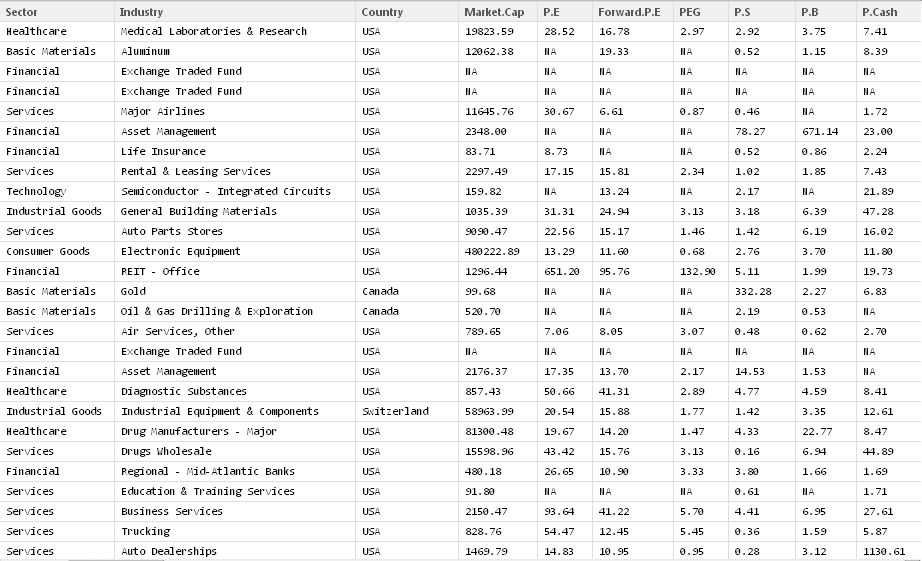 Sector Industry Country Market.Cap P.E Forward.P.E PEG P.S P.B P.Cash
Healthcare Medical Laboratories & Research USA 19823.59 28.52 16.78 2.97 2.92 3.75 7.41
Basic Materials Aluminum USA 12062.38 NA 19.33 NA 0.52 1.15 8.39
Financial Exchange Traded Fund USA NA NA NA NA NA NA NA
Financial Exchange Traded Fund USA NA NA NA NA NA NA NA
Services Major Airlines USA 11645.76 30.67 6.61 0.87 0.46 NA 1.72
Financial Asset Management USA 2348.00 NA NA NA 78.27 671.14 23.00
Financial Life Insurance USA 83.71 8.73 NA NA 0.52 0.86 2.24
Services Rental & Leasing Services USA 2297.49 17.15 15.81 2.34 1.02 1.85 7.43
Technology Semiconductor - Integrated Circuits USA 159.82 NA 13.24 NA 2.17 NA 21.89
Industrial Goods General Building Materials USA 1035.39 31.31 24.94 3.13 3.18 6.39 47.28
Services Auto Parts Stores USA 9090.47 22.56 15.17 1.46 1.42 6.19 16.02
Consumer Goods Electronic Equipment USA 480222.89 13.29 11.60 0.68 2.76 3.70 11.80
Financial REIT - Office USA 1296.44 651.20 95.76 132.90 5.11 1.99 19.73
Basic Materials Gold Canada 99.68 NA NA NA 332.28 2.27 6.83
Basic Materials Oil & Gas Drilling & Exploration Canada 520.70 NA NA NA 2.19 0.53 NA
Services Air Services, Other USA 789.65 7.06 8.05 3.07 0.48 0.62 2.70
Financial Exchange Traded Fund USA NA NA NA NA NA NA NA
Financial Asset Management USA 2176.37 17.35 13.70 2.17 14.53 1.53 NA
Healthcare Diagnostic Substances USA 857.43 50.66 41.31 2.89 4.77 4.59 8.41
Industrial Goods Industrial Equipment & Components Switzerland 58963.99 20.54 15.88 1.77 1.42 3.35 12.61
Healthcare Drug Manufacturers - Major USA 81300.48 19.67 14.20 1.47 4.33 22.77 8.47
Services Drugs Wholesale USA 15598.96 43.42 15.76 3.13 0.16 6.94 44.89
Financial Regional - Mid-Atlantic Banks USA 480.18 26.65 10.90 3.33 3.80 1.66 1.69
Services Education & Training Services USA 91.80 NA NA NA 0.61 NA 1.71
Services Business Services USA 2150.47 93.64 41.22 5.70 4.41 6.95 27.61
Services Trucking USA 828.76 54.47 12.45 5.45 0.36 1.59 5.87
Services Auto Dealerships USA 1469.79 14.83 10.95 0.95 0.28 3.12 1130.61